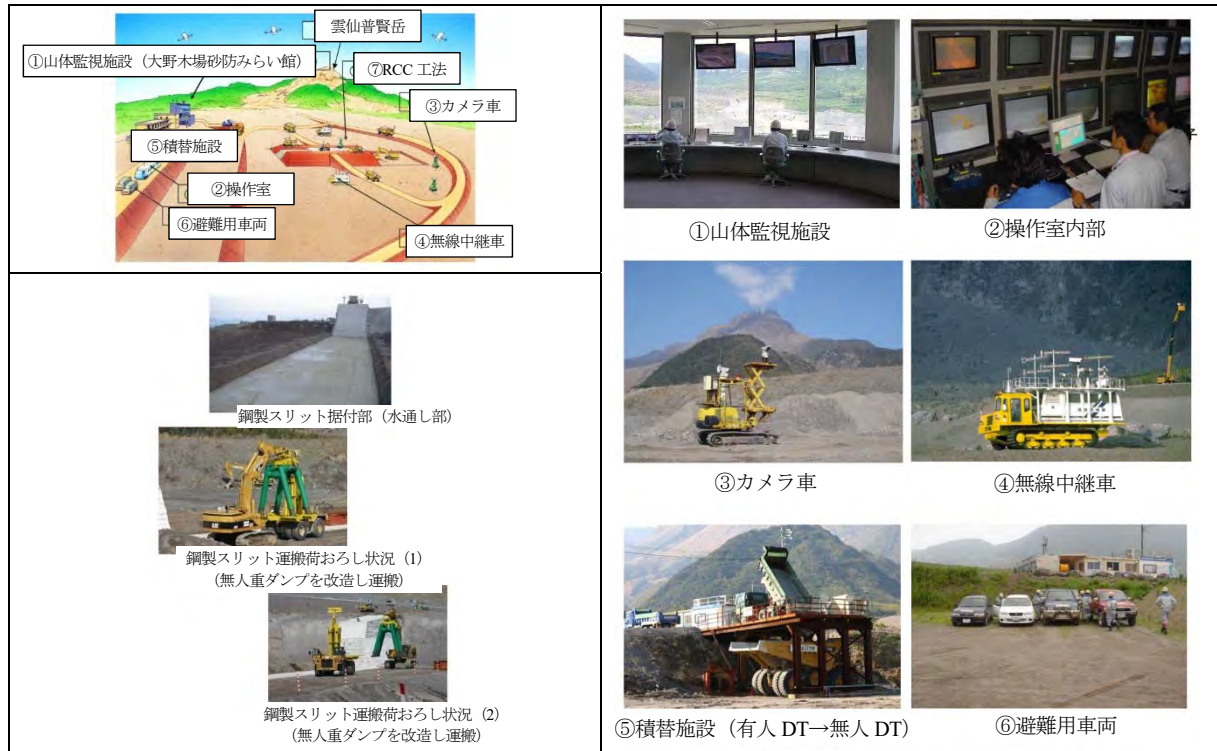 雲仙普賢岳
①山体監視施設（大野木場砂防みらい館）
⑦RCC 工法
③カメラ車
⑤積替施設
②操作室
⑥避難用車両
④無線中継車
鋼製スリット据付部（水通し部）
鋼製スリット運搬荷おろし状況（1）
（無人重ダンプを改造し運搬）
鋼製スリット運搬荷おろし状況（2）
（無人重ダンプを改造し運搬）
①山体監視施設
②操作室内部
③カメラ車
④無線中継車
⑤積替施設（有人 DT→無人 DT）
⑥避難用車両